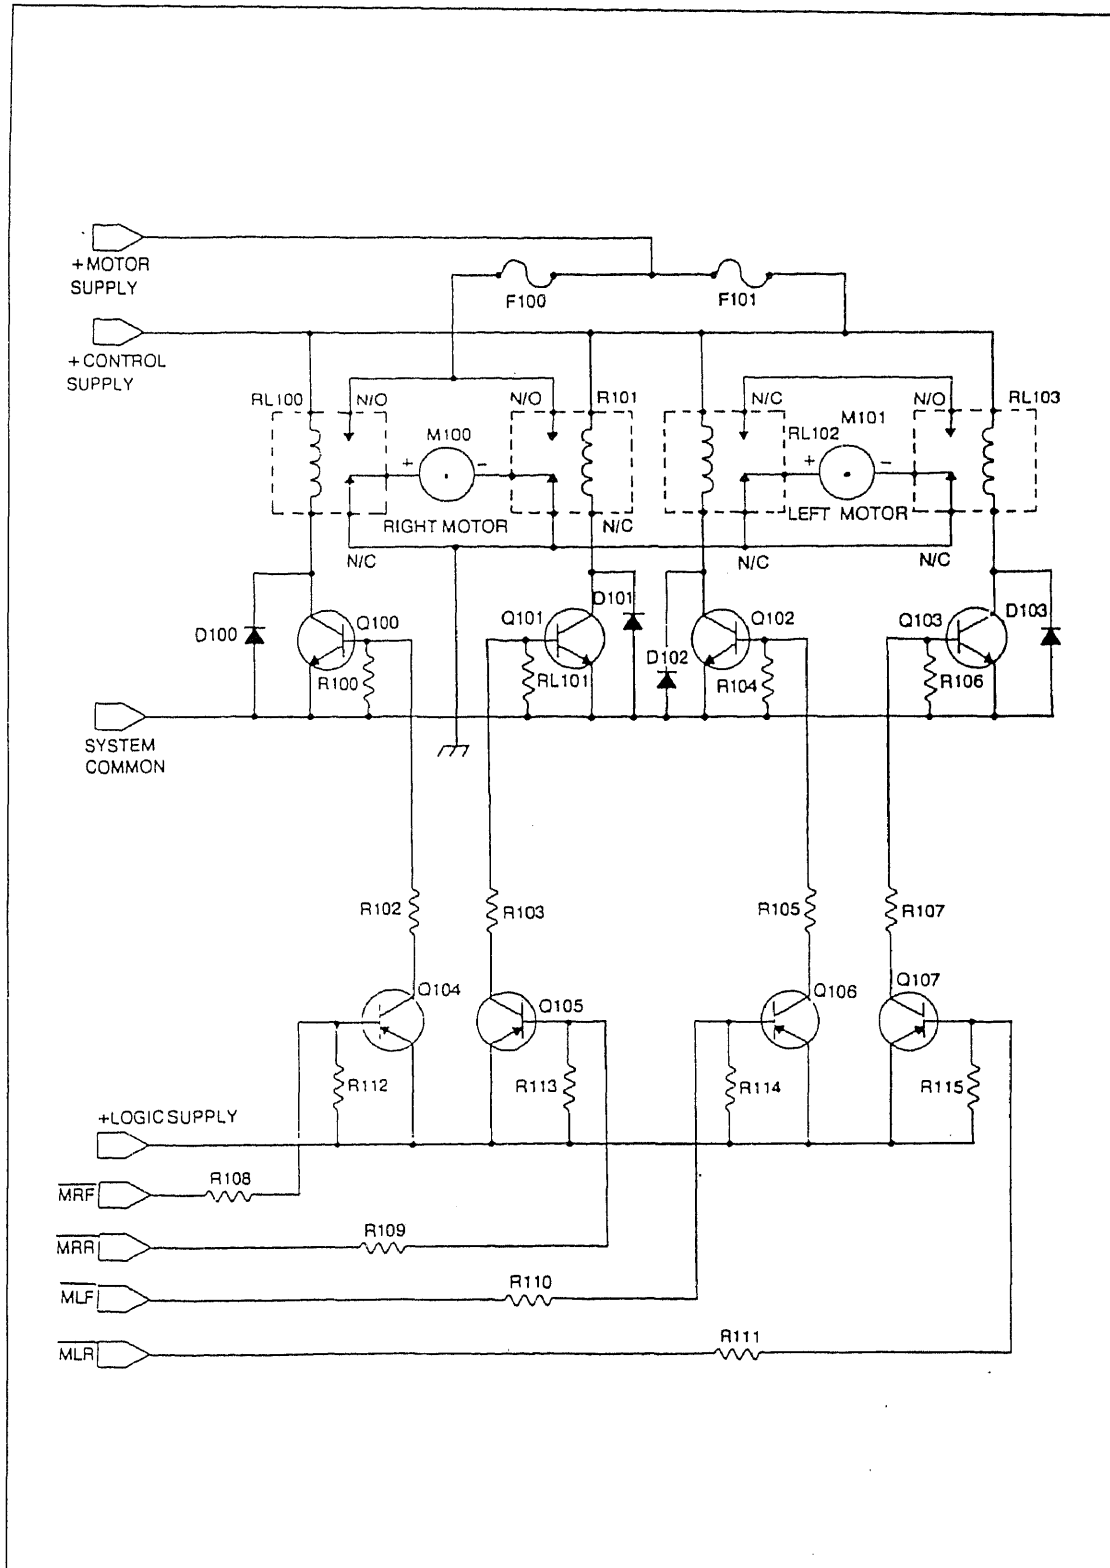 +MOTOR
SUPPLY
F100
F101
+CONTROL
SUPPLY
RL100
N/O
N/O
R101
N/C
M101
N/O
RL103
M100
RL102
+
-
+
-
RIGHT MOTOR
N/C
LEFT MOTOR
N/C
N/C
N/C
D100
Q100
Q101
D101
Q102
Q103
D103
R100
RL101
D102
R104
R106
SYSTEM
COMMON
R102
R103
R105
R107
Q104
Q105
Q106
Q107
R112
R113
R114
R115
+LOGIC SUPPLY
MRF
R108
MRR
R109
MLF
R110
MLR
R111